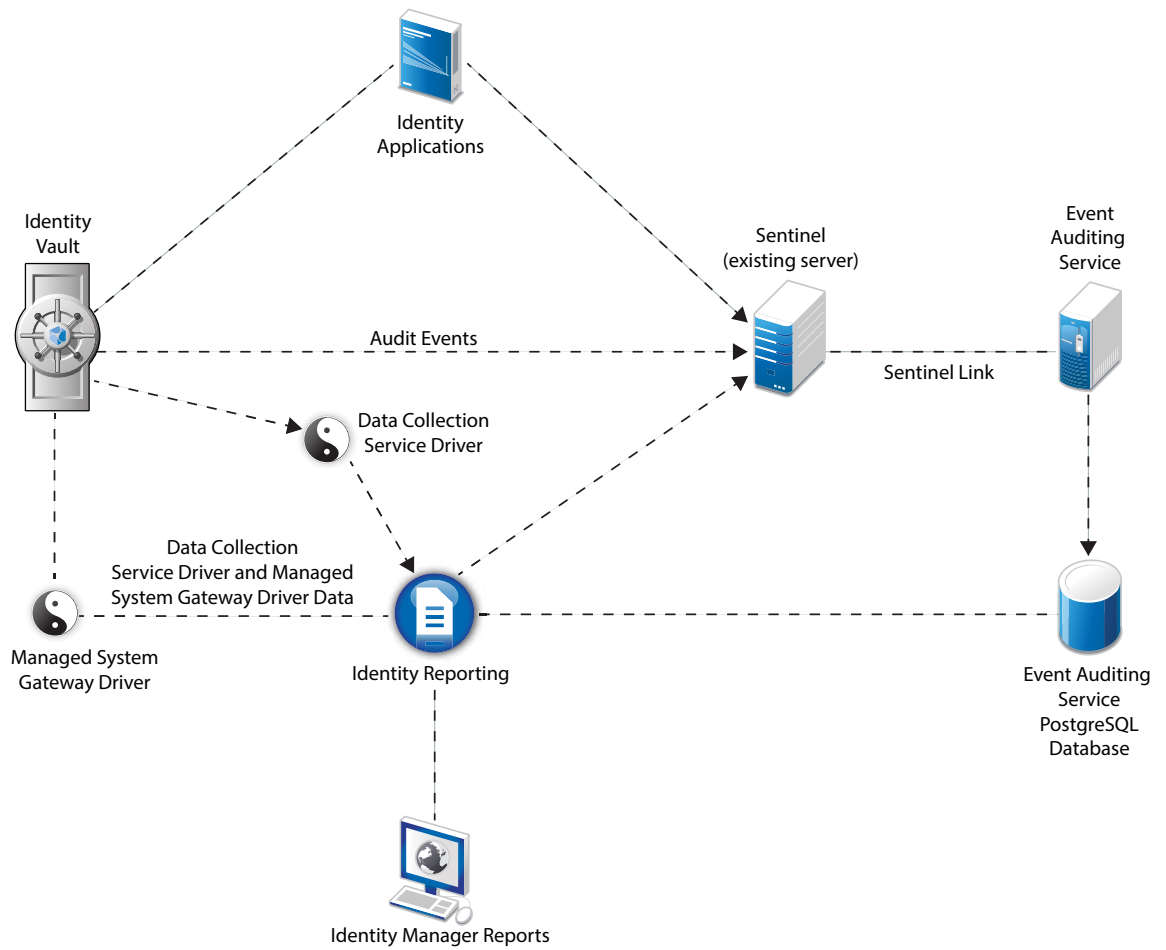 Identity
Applications
Identity
Vault
Sentinel
(existing server)
Event
Auditing
Service
Audit Events
Sentinel Link
Data Collection
Service Driver
Data Collection
Service Driver and Managed
System Gateway Driver Data
Managed System
Gateway Driver
Identity Reporting
Event Auditing
Service
PostgreSQL
Database
Identity Manager Reports